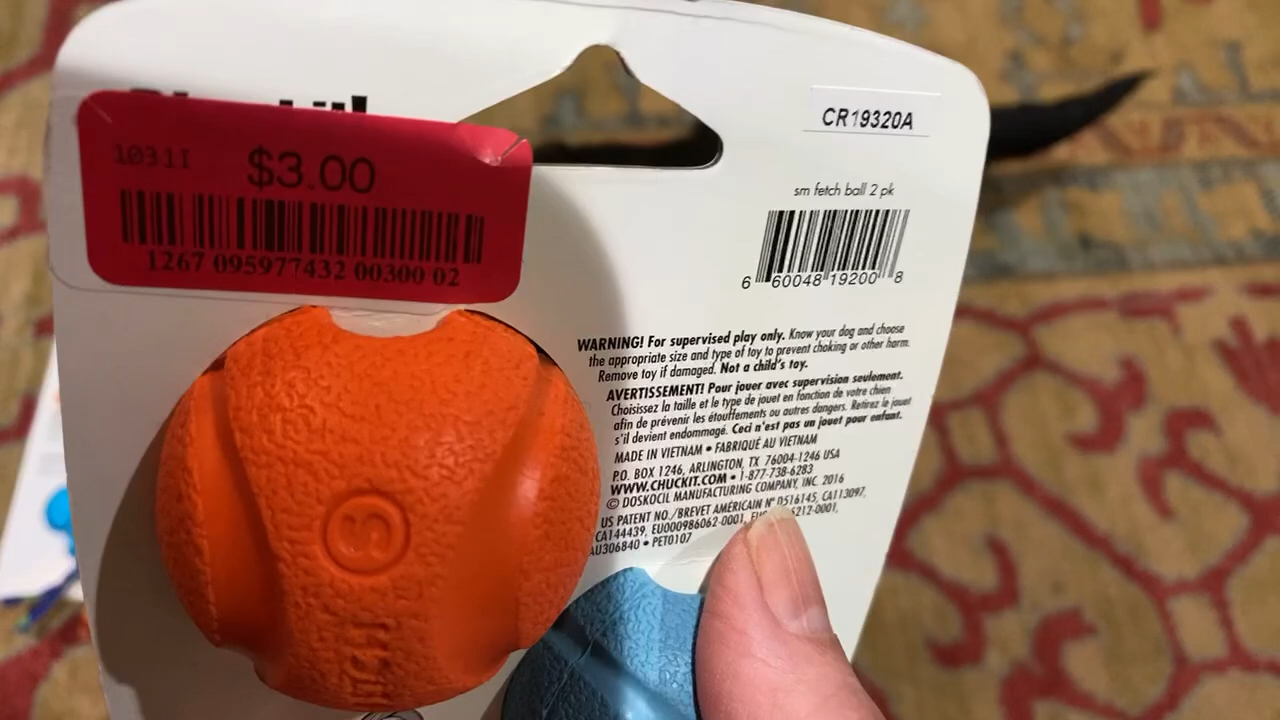 1031I
$3.00
1267 095977432 00300 02
CR19320A
sm fetch ball 2 pk
6 60048 19200 8
WARNING! For supervised play only. Know your dog and choose
the appropriate size and type of toy to prevent choking or other harm.
Remove toy if damaged. Not a child's toy.
AVERTISSEMENT! Pour jouer avec supervision seulement.
Choisissez la taille et le type de jouet en fonction de votre chien
afin de prévenir les étouffements ou autres dangers. Retirez le jouet
s'il devient endommagé. Ceci n'est pas un jouet pour enfant.
MADE IN VIETNAM • FABRIQUÉ AU VIETNAM
P.O. BOX 1246, ARLINGTON, TX 76004-1246 USA
WWW.CHUCKIT.COM • 1-877-738-6283
© DOSKOCIL MANUFACTURING COMPANY, INC. 2016
US PATENT NO./BREVET AMÉRICAIN Nº D516145, CA113097,
CA144439, EU000986062-0001, 5212-0001,
AU306840 • PET0107